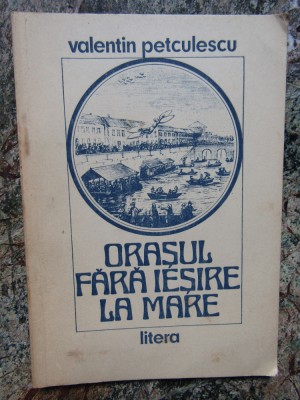 valentin petculescu
ORAȘUL
FĂRĂ IEȘIRE
LA MARE
litera